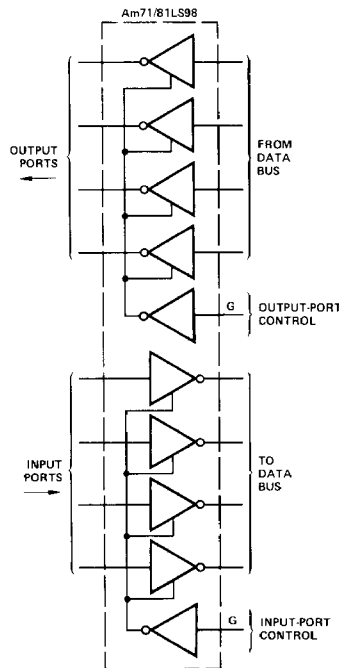 Am71/81LS98
OUTPUT
PORTS
FROM
DATA
BUS
G
OUTPUT-PORT
CONTROL
INPUT
PORTS
TO
DATA
BUS
G
INPUT-PORT
CONTROL